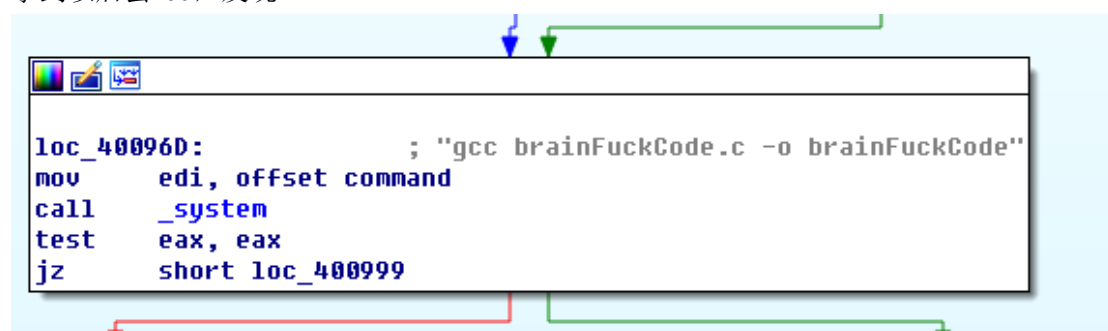 loc_40096D: ; "gcc brainFuckCode.c -o brainFuckCode"
mov edi, offset command
call _system
test eax, eax
jz short loc_400999